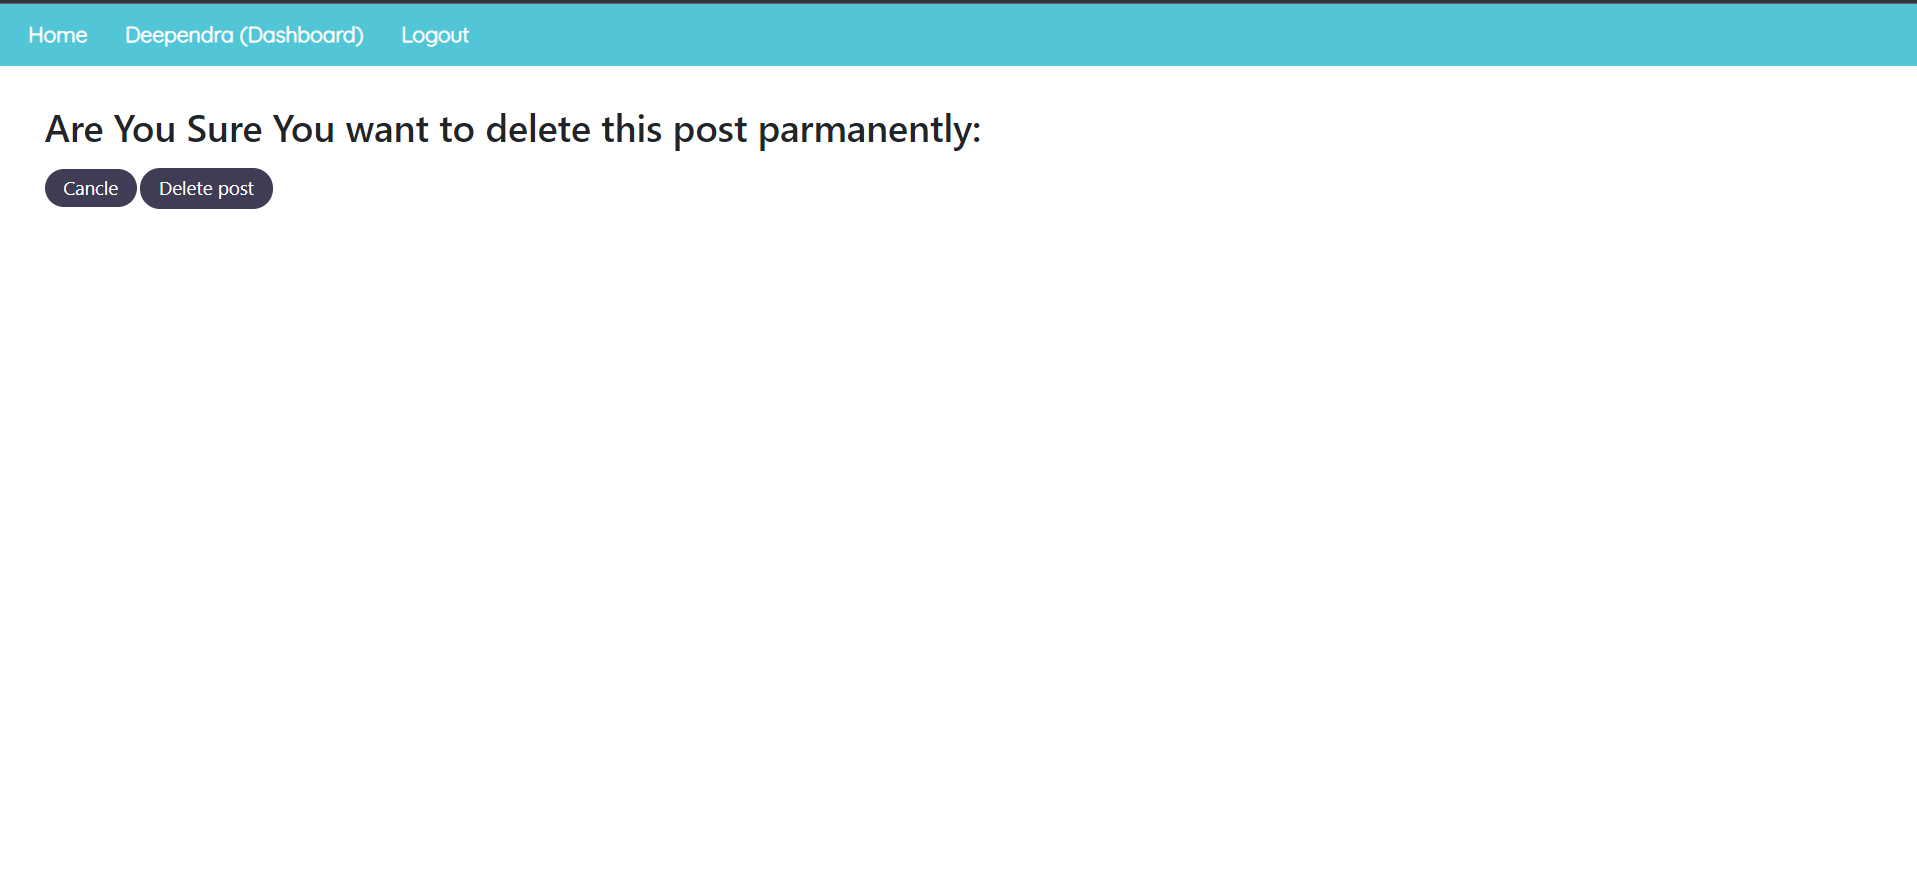 Home Deependra (Dashboard) Logout
Are You Sure You want to delete this post parmanently:
Cancle Delete post